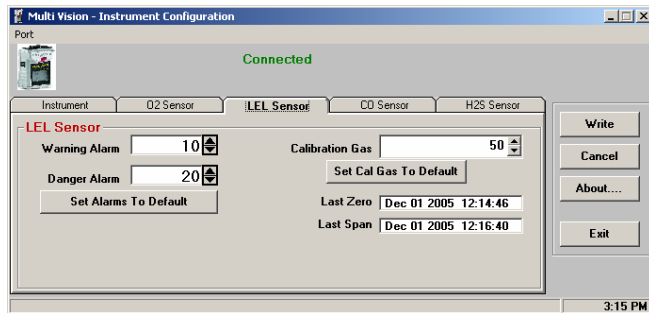 Multi Vision - Instrument Configuration
Port
Connected
Instrument O2 Sensor LEL Sensor CO Sensor H2S Sensor
LEL Sensor
Warning Alarm 10
Danger Alarm 20
Set Alarms To Default
Calibration Gas 50
Set Cal Gas To Default
Last Zero Dec 01 2005 12:14:46
Last Span Dec 01 2005 12:16:40
Write
Cancel
About....
Exit
3:15 PM